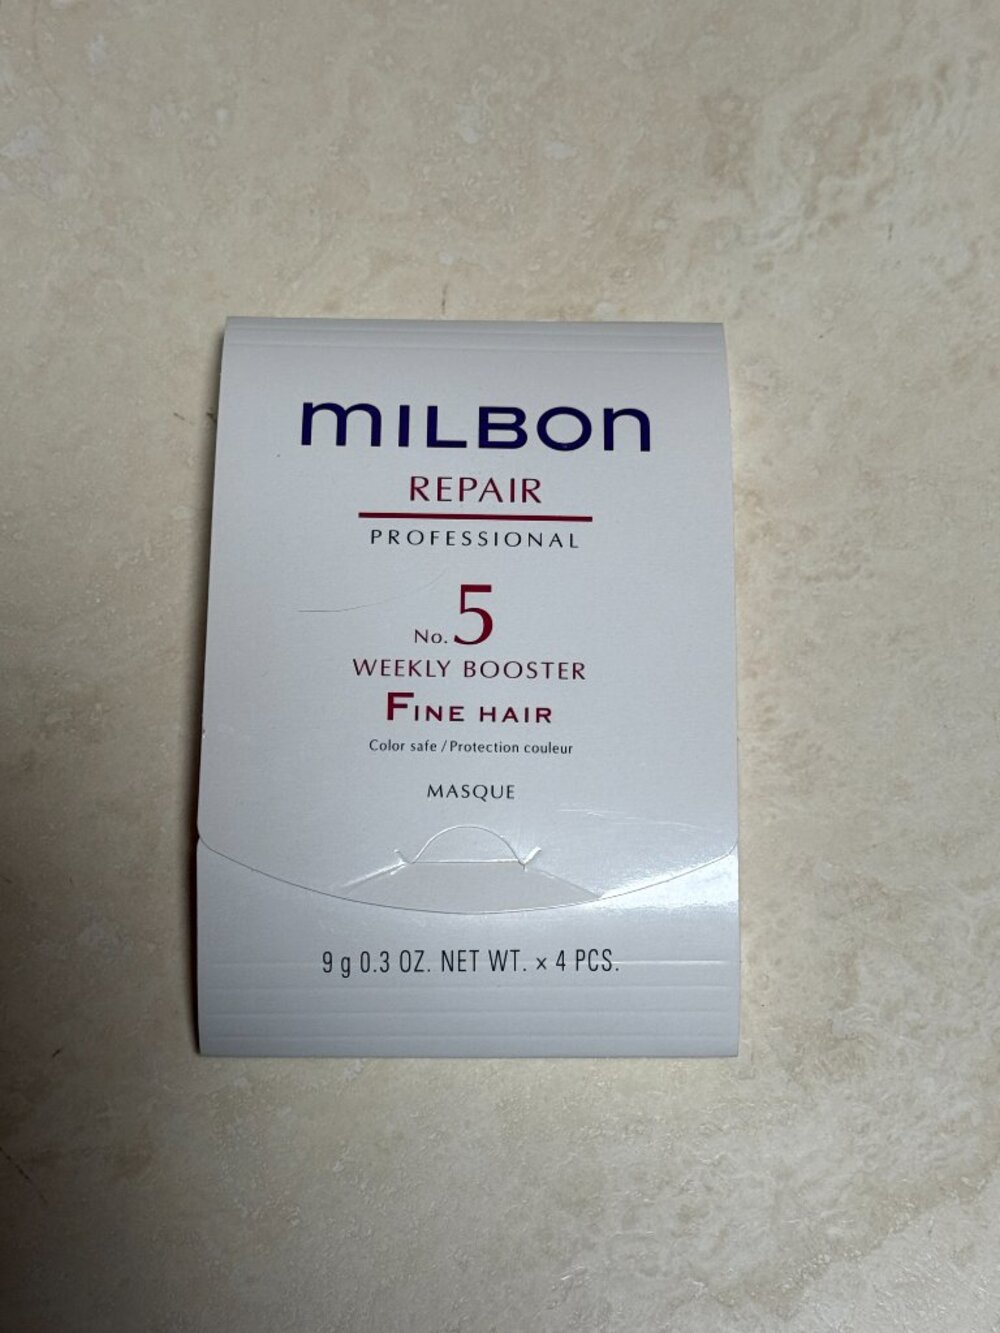 MILBON
REPAIR
PROFESSIONAL
No. 5
WEEKLY BOOSTER
FINE HAIR
Color safe / Protection couleur
MASQUE
9 g 0.3 OZ. NET WT. × 4 PCS.